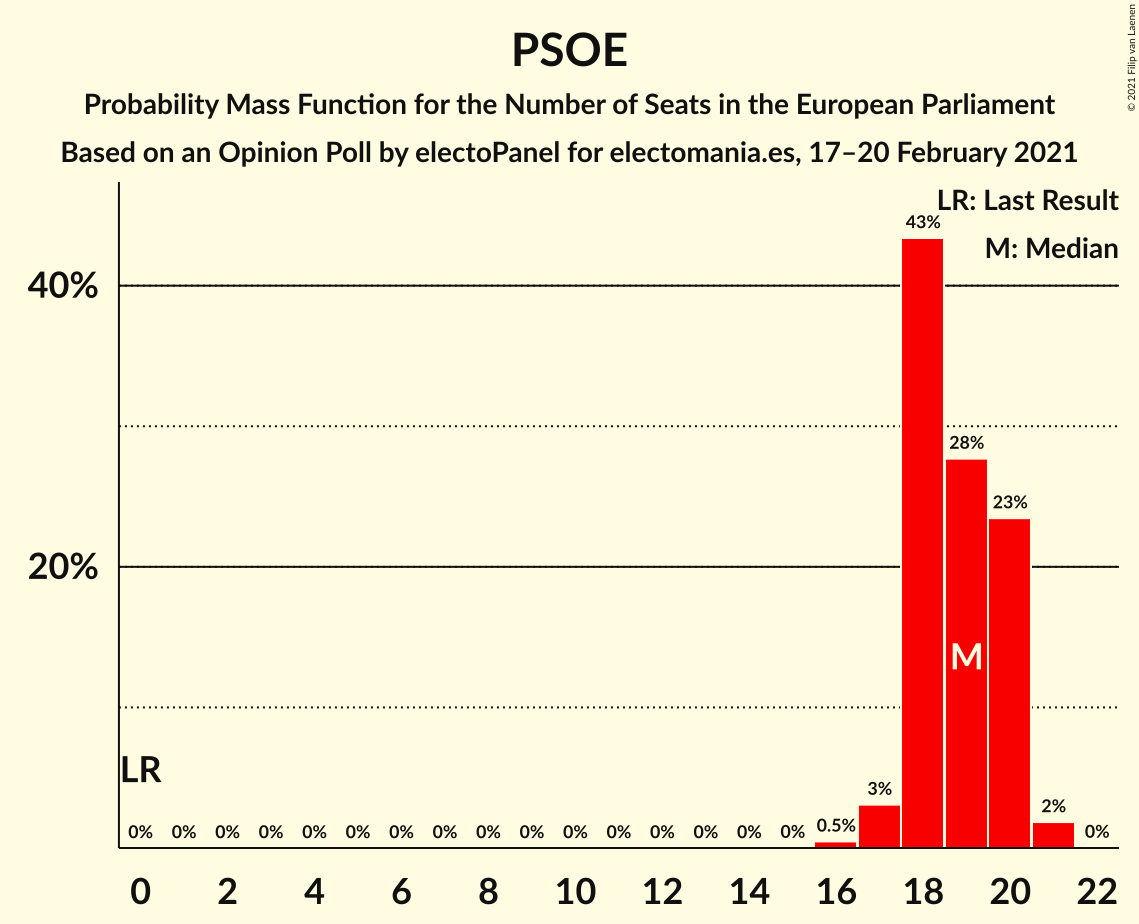 PSOE
Probability Mass Function for the Number of Seats in the European Parliament
Based on an Opinion Poll by electoPanel for electomania.es, 17–20 February 2021
© 2021 Filip van Laenen
LR: Last Result
M: Median
43%
40%
28%
23%
20%
M
LR
0% 0% 0% 0% 0% 0% 0% 0% 0% 0% 0% 0% 0% 0% 0% 0% 0.5% 3% 2% 0%
0 2 4 6 8 10 12 14 16 18 20 22